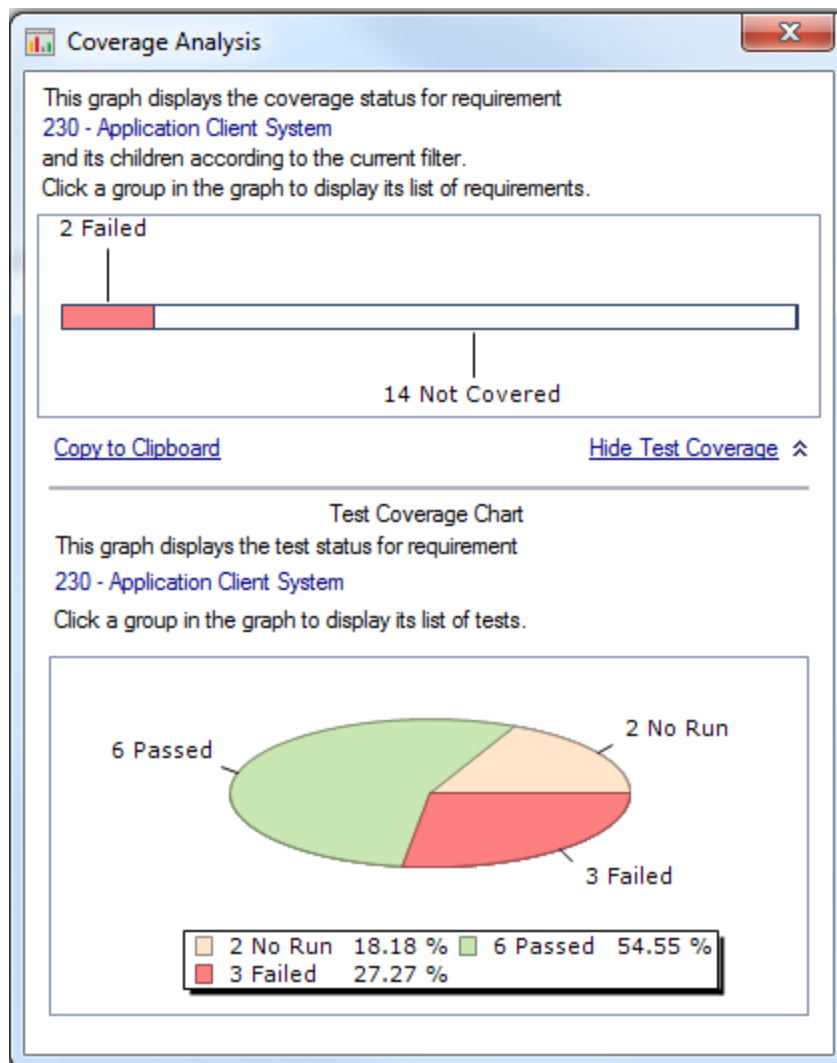 Coverage Analysis
This graph displays the coverage status for requirement
230 - Application Client System
and its children according to the current filter.
Click a group in the graph to display its list of requirements.
2 Failed
14 Not Covered
Copy to Clipboard Hide Test Coverage
Test Coverage Chart
This graph displays the test status for requirement
230 - Application Client System
Click a group in the graph to display its list of tests.
2 No Run
6 Passed
3 Failed
2 No Run 18.18 % 6 Passed 54.55 %
3 Failed 27.27 %